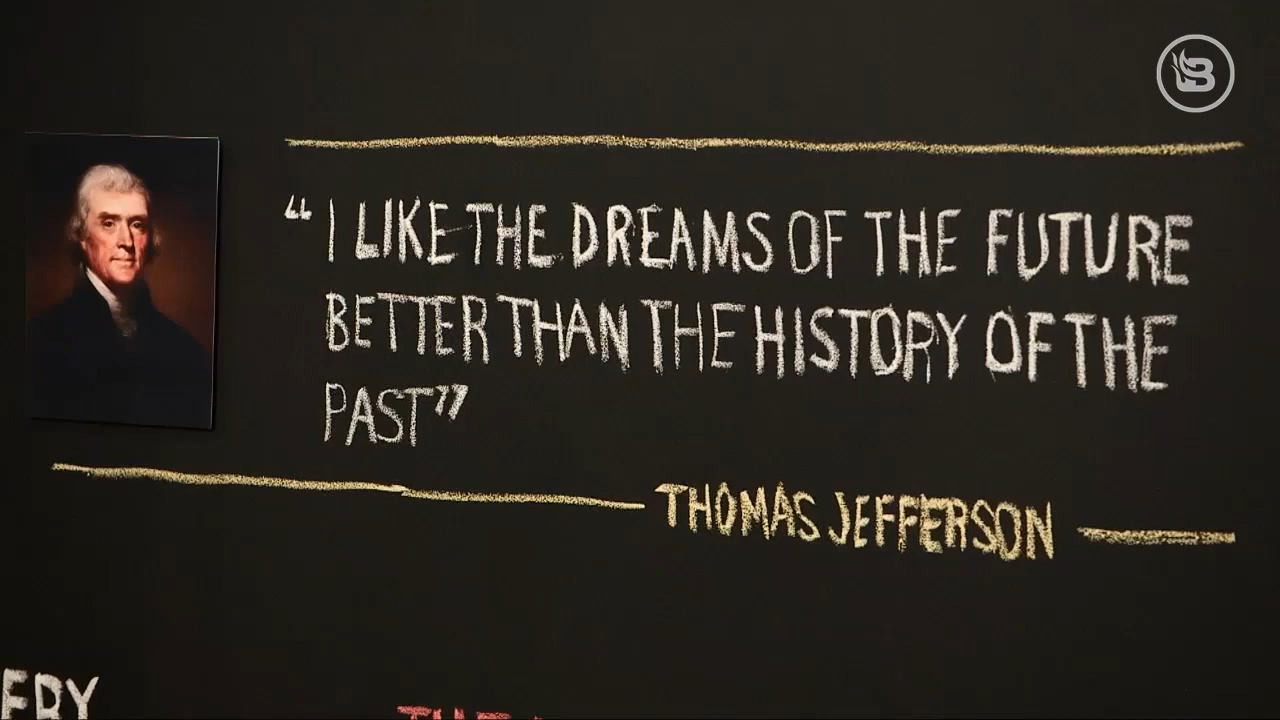 “I LIKE THE DREAMS OF THE FUTURE
BETTER THAN THE HISTORY OF THE
PAST”
THOMAS JEFFERSON